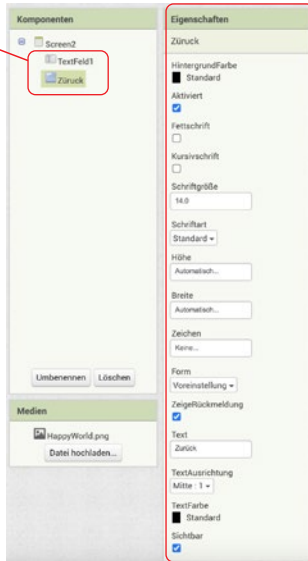 Komponenten
Screen2
TextFeld1
Züruck
Umbenennen
Löschen
Medien
HappyWorld.png
Datei hochladen...
Eigenschaften
Züruck
HintergrundFarbe
Standard
Aktiviert
Fettschrift
Kursivschrift
Schriftgröße
14.0
Schriftart
Standard
Höhe
Automatisch...
Breite
Automatisch...
Zeichen
Keine...
Form
Voreinstellung
ZeigeRückmeldung
Text
Zurück
TextAusrichtung
Mitte : 1
TextFarbe
Standard
Sichtbar